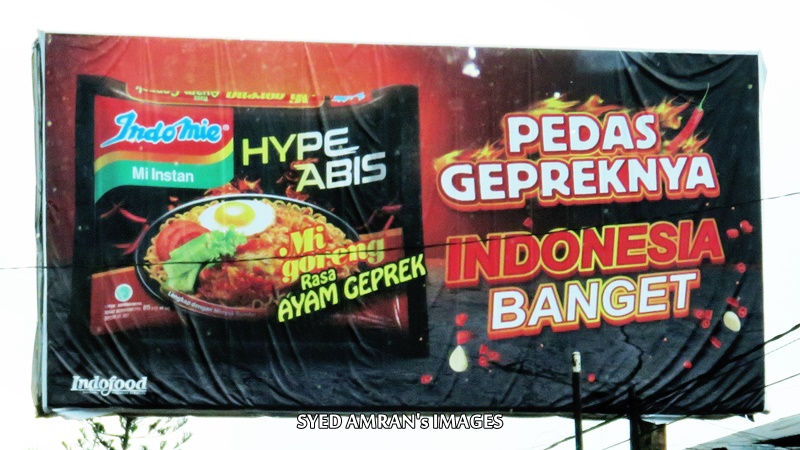 Indomie
Mi Instan
HYPE
ABIS
Mi
goreng
Rasa
AYAM GEPREK
PEDAS
GEPREKNYA
INDONESIA
BANGET
Indofood
SYED AMRAN's IMAGES